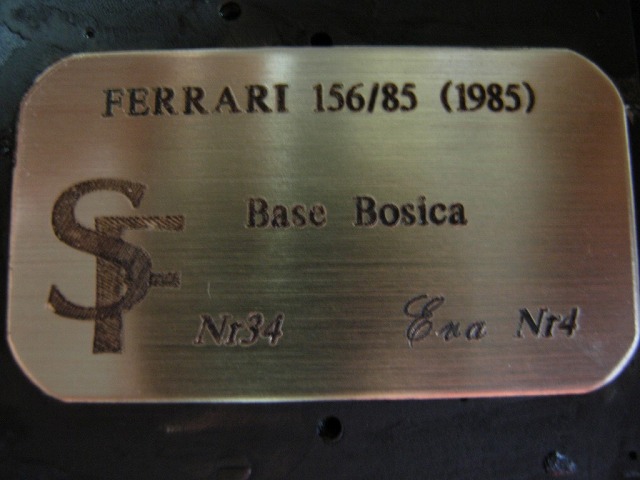 FERRARI 156/85 (1985)
Base Bosica
SF
Nr34
Era Nr4